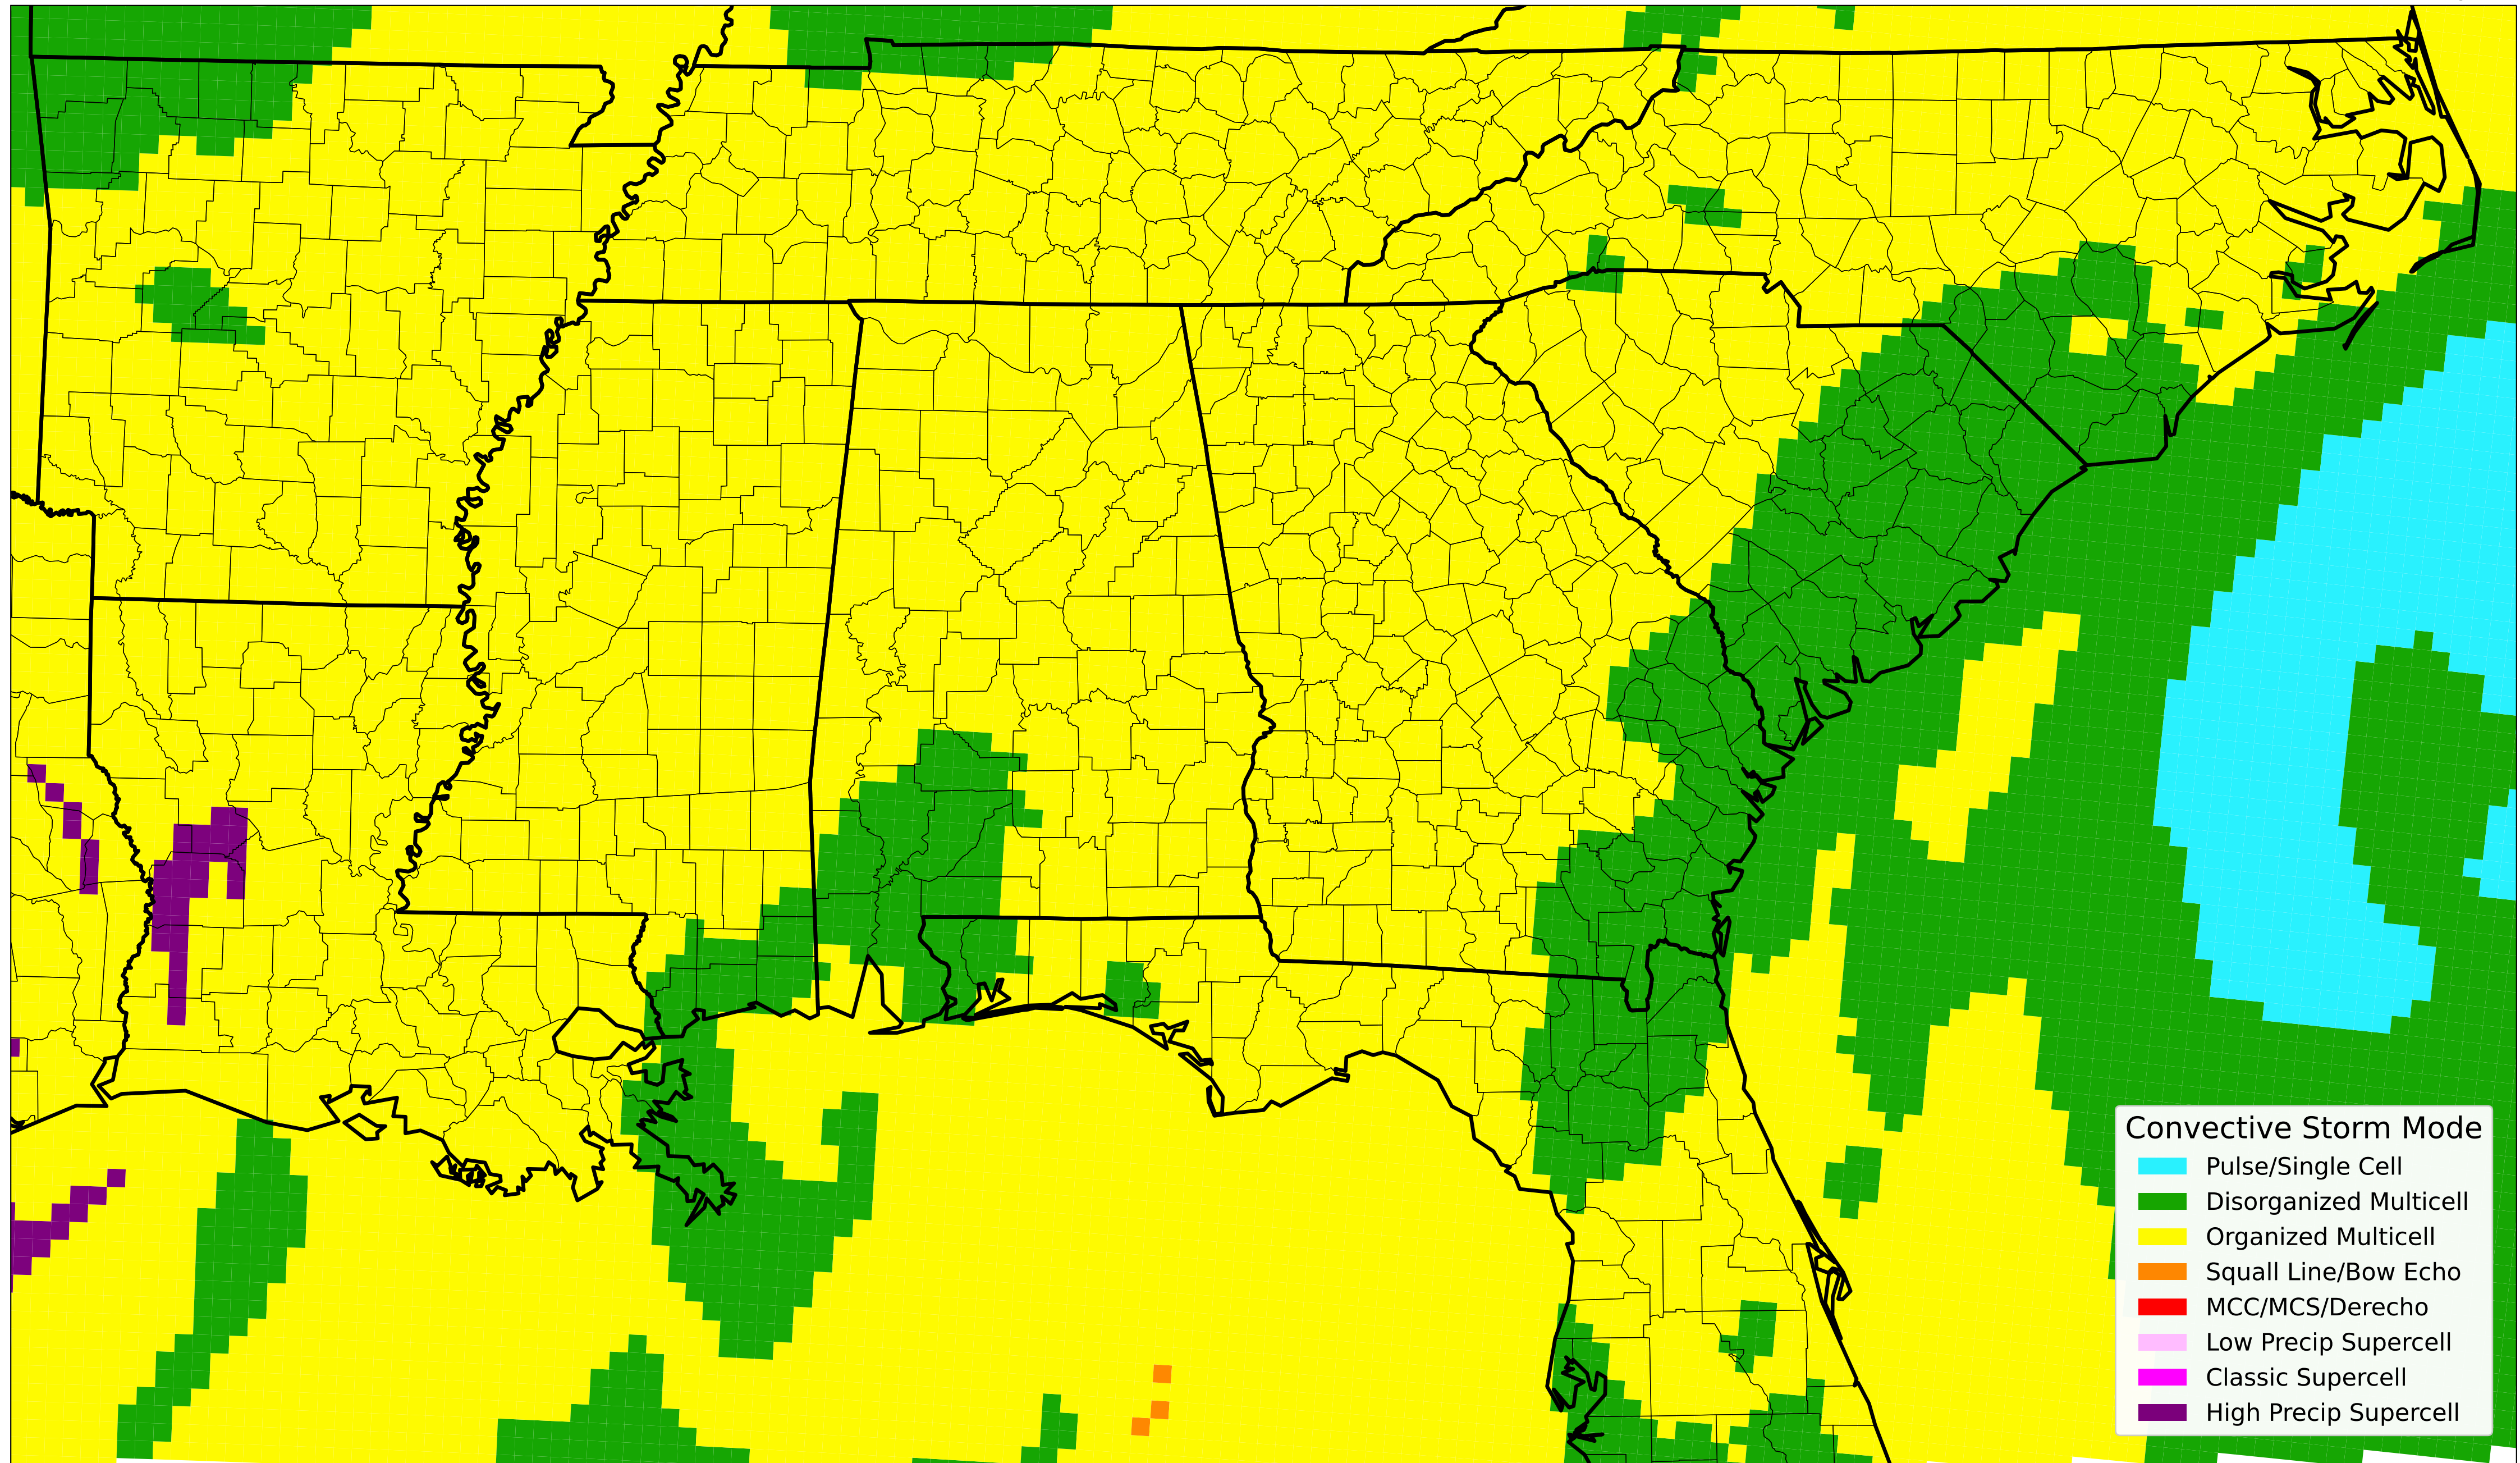 Convective Storm Mode
Pulse/Single Cell
Disorganized Multicell
Organized Multicell
Squall Line/Bow Echo
MCC/MCS/Derecho
Low Precip Supercell
Classic Supercell
High Precip Supercell